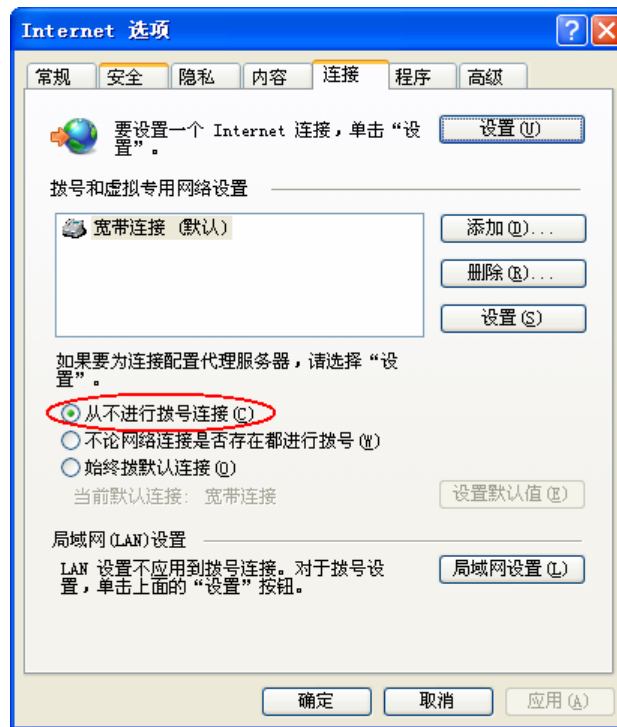 Internet 选项
常规 安全 隐私 内容 连接 程序 高级
要设置一个 Internet 连接，单击“设
置”。
设置(U)
拨号和虚拟专用网络设置
宽带连接 (默认)
添加(D)...
删除(R)...
设置(S)
如果要为连接配置代理服务器，请选择“设
置”。
从不进行拨号连接(C)
不论网络连接是否存在都进行拨号(W)
始终拨默认连接(O)
当前默认连接: 宽带连接
设置默认值(E)
局域网(LAN)设置
LAN 设置不应用到拨号连接。对于拨号设
置，单击上面的“设置”按钮。
局域网设置(L)
确定 取消 应用(A)